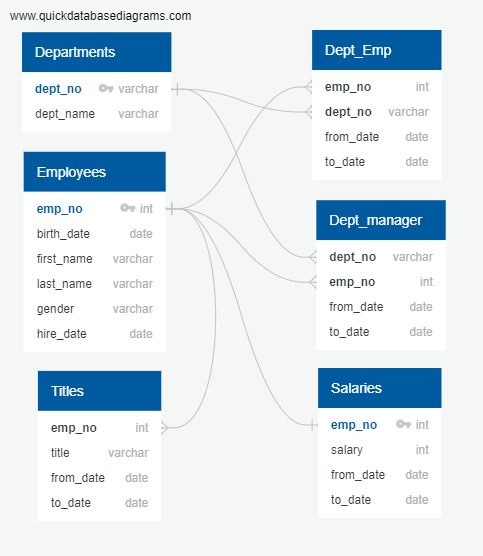 www.quickdatabasediagrams.com
Departments
dept_no varchar
dept_name varchar
Employees
emp_no int
birth_date date
first_name varchar
last_name varchar
gender varchar
hire_date date
Titles
emp_no int
title varchar
from_date date
to_date date
Dept_Emp
emp_no int
dept_no varchar
from_date date
to_date date
Dept_manager
dept_no varchar
emp_no int
from_date date
to_date date
Salaries
emp_no int
salary int
from_date date
to_date date